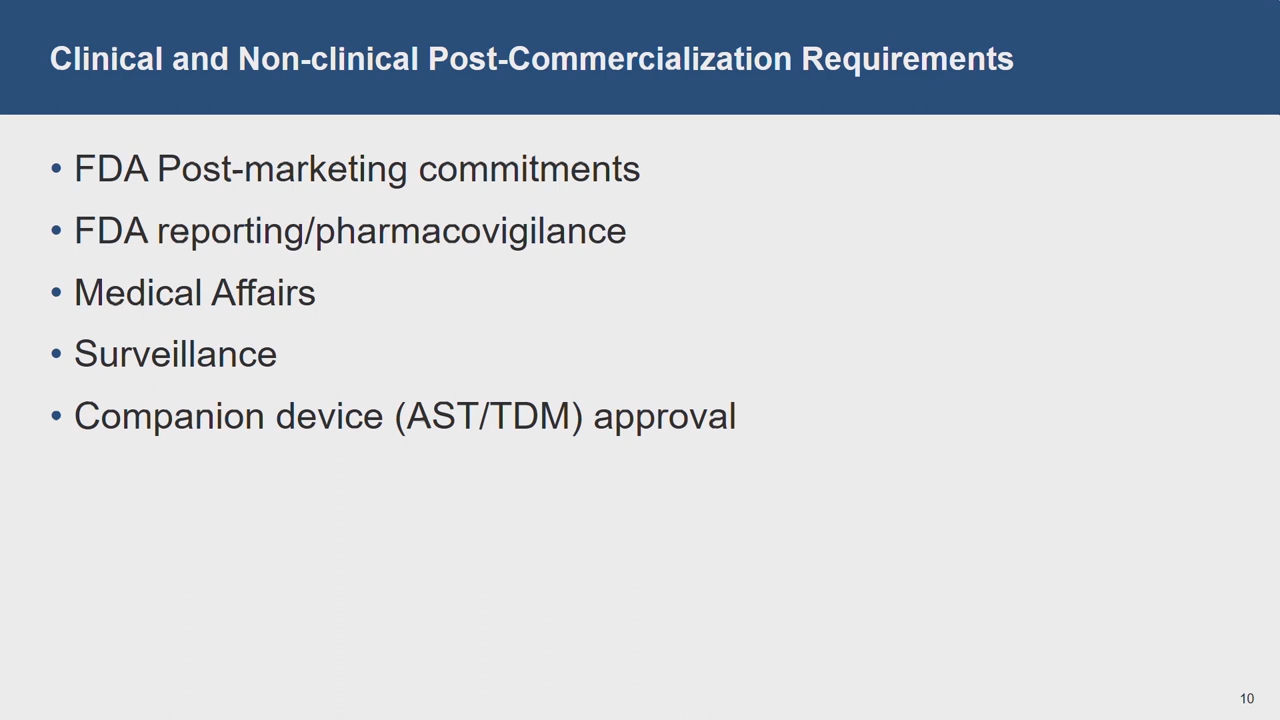 Clinical and Non-clinical Post-Commercialization Requirements
• FDA Post-marketing commitments
• FDA reporting/pharmacovigilance
• Medical Affairs
• Surveillance
• Companion device (AST/TDM) approval
10